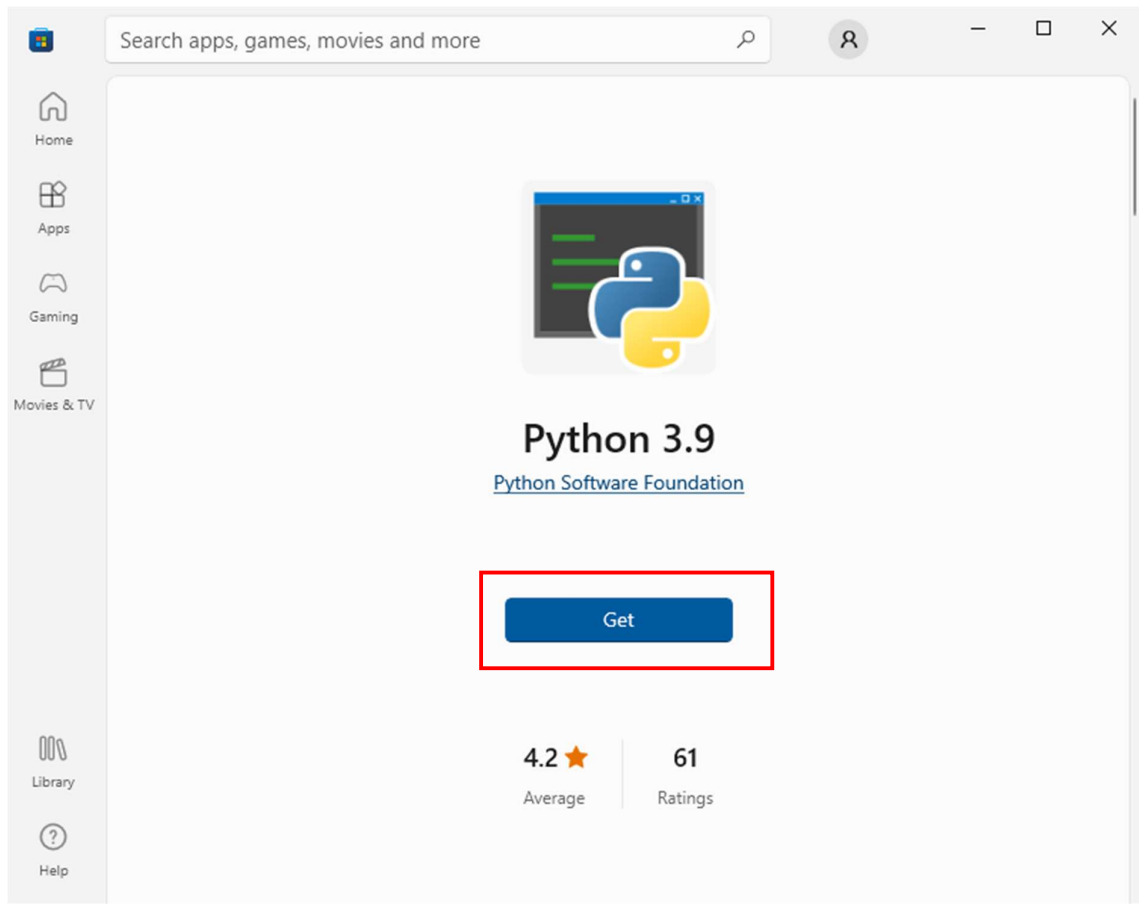 Search apps, games, movies and more
Home
Apps
Gaming
Movies & TV
Python 3.9
Python Software Foundation
Get
4.2
61
Average
Ratings
Library
Help